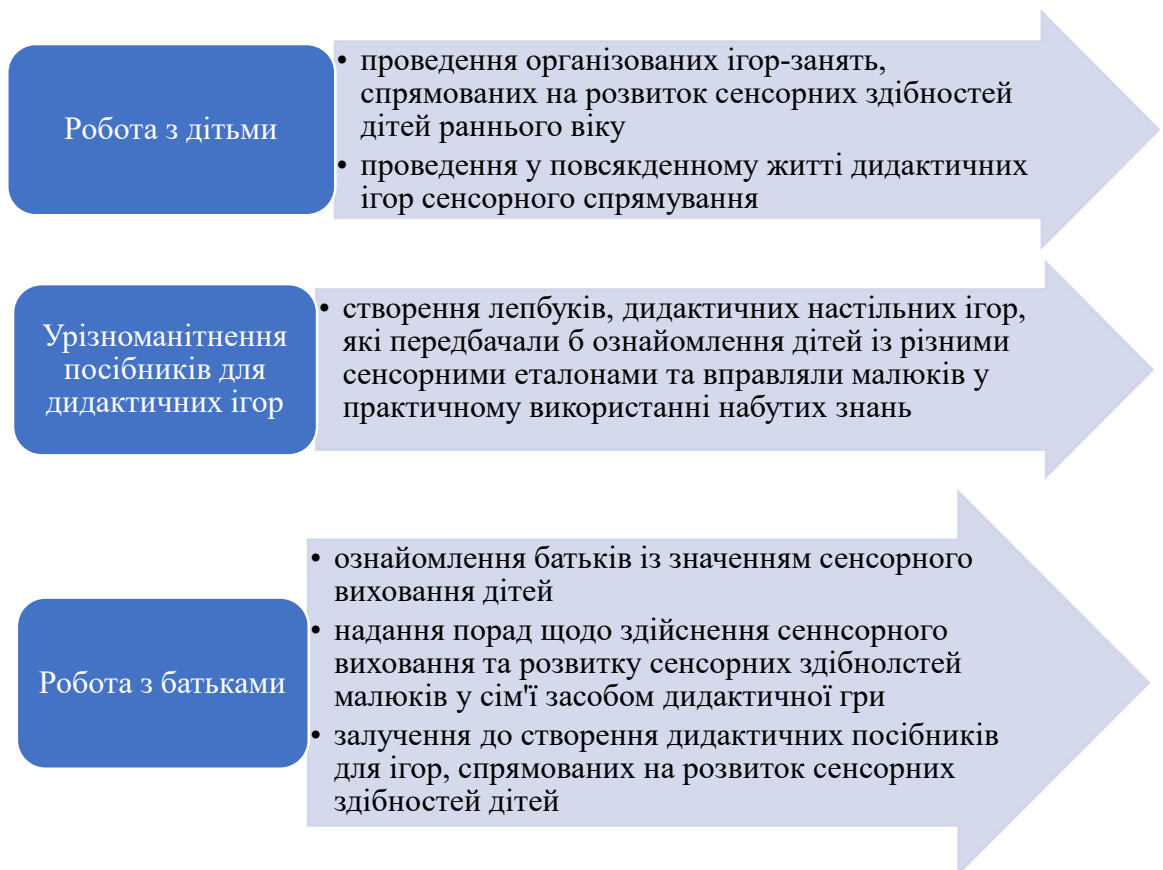 Робота з дітьми
• проведення організованих ігор-занять,
спрямованих на розвиток сенсорних здібностей
дітей раннього віку
• проведення у повсякденному житті дидактичних
ігор сенсорного спрямування
Урізноманітнення
посібників для
дидактичних ігор
• створення лепбуків, дидактичних настільних ігор,
які передбачали б ознайомлення дітей із різними
сенсорними еталонами та вправляли малюків у
практичному використанні набутих знань
Робота з батьками
• ознайомлення батьків із значенням сенсорного
виховання дітей
• надання порад щодо здійснення сеннсорного
виховання та розвитку сенсорних здібнолстей
малюків у сім'ї засобом дидактичної гри
• залучення до створення дидактичних посібників
для ігор, спрямованих на розвиток сенсорних
здібностей дітей